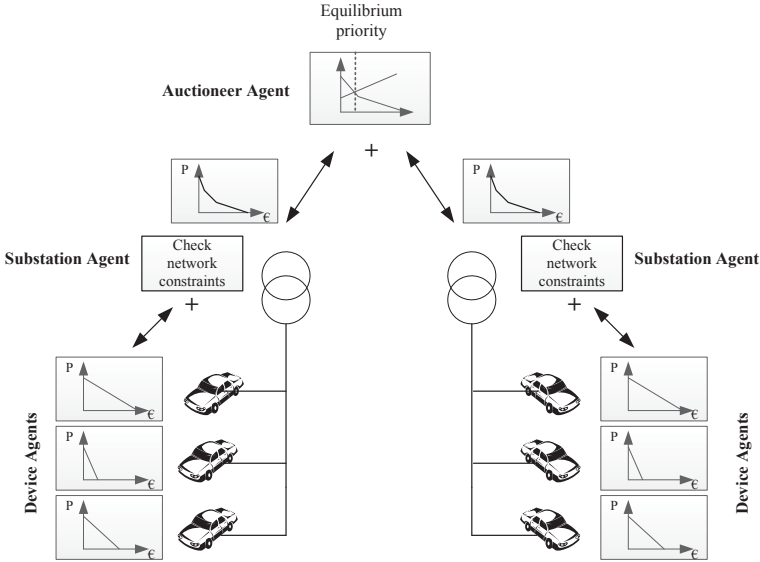 Equilibrium
priority
Auctioneer Agent
+
P
€
P
€
Substation Agent
Check
network
constraints
+
Check
network
constraints
+
Substation Agent
Device Agents
P
€
P
€
P
€
P
€
P
€
P
€
Device Agents